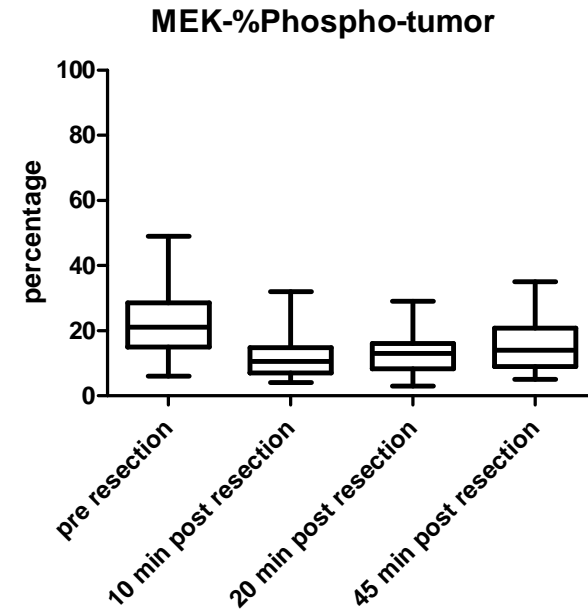 MEK-%Phospho-tumor
percentage
100
80
60
40
20
0
pre resection
10 min post resection
20 min post resection
45 min post resection